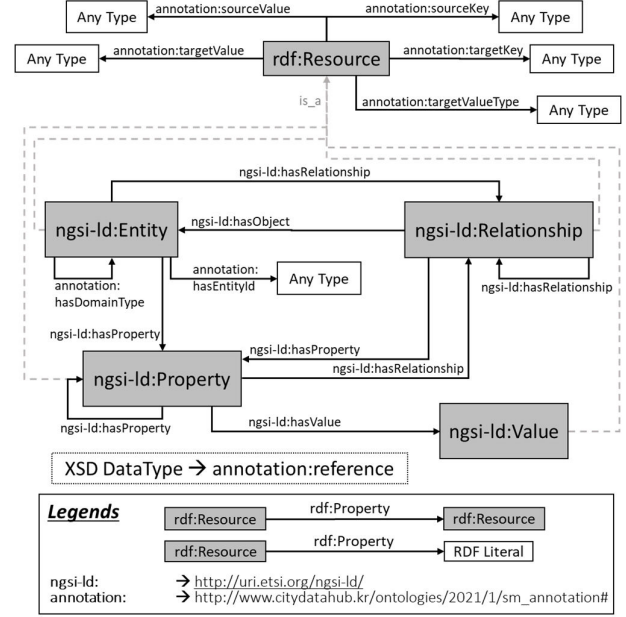 annotation:sourceValue
annotation:sourceKey
Any Type
Any Type
annotation:targetValue
annotation:targetKey
Any Type
rdf:Resource
Any Type
is_a
annotation:targetValueType
Any Type
ngsi-ld:hasRelationship
ngsi-ld:Entity
ngsi-ld:hasObject
ngsi-ld:Relationship
annotation:
hasDomainType
annotation:
hasEntityId
Any Type
ngsi-ld:hasRelationship
ngsi-ld:hasProperty
ngsi-ld:hasProperty
ngsi-ld:Property
ngsi-ld:hasRelationship
ngsi-ld:hasProperty
ngsi-ld:hasValue
ngsi-ld:Value
XSD DataType → annotation:reference
Legends
rdf:Resource
rdf:Property
rdf:Resource
rdf:Resource
rdf:Property
RDF Literal
ngsi-ld: → http://uri.etsi.org/ngsi-ld/
annotation: → http://www.citydatahub.kr/ontologies/2021/1/sm_annotation#